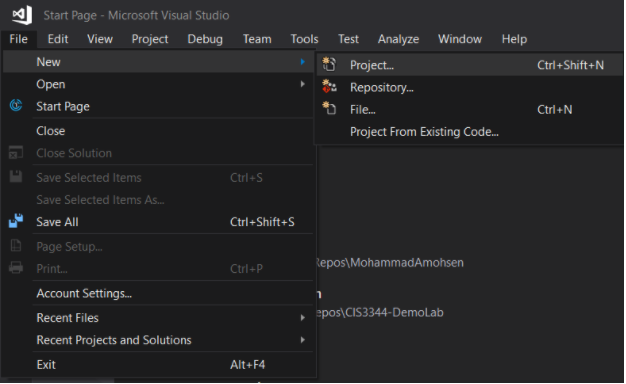 Start Page - Microsoft Visual Studio
File Edit View Project Debug Team Tools Test Analyze Window Help
New
Open
Start Page
Close
Close Solution
Save Selected Items Ctrl+S
Save Selected Items As...
Save All Ctrl+Shift+S
Page Setup...
Print... Ctrl+P
Account Settings...
Recent Files
Recent Projects and Solutions
Exit Alt+F4
Project... Ctrl+Shift+N
Repository...
File... Ctrl+N
Project From Existing Code...
Repos\MohammadAmohsen
epos\CIS3344-DemoLab